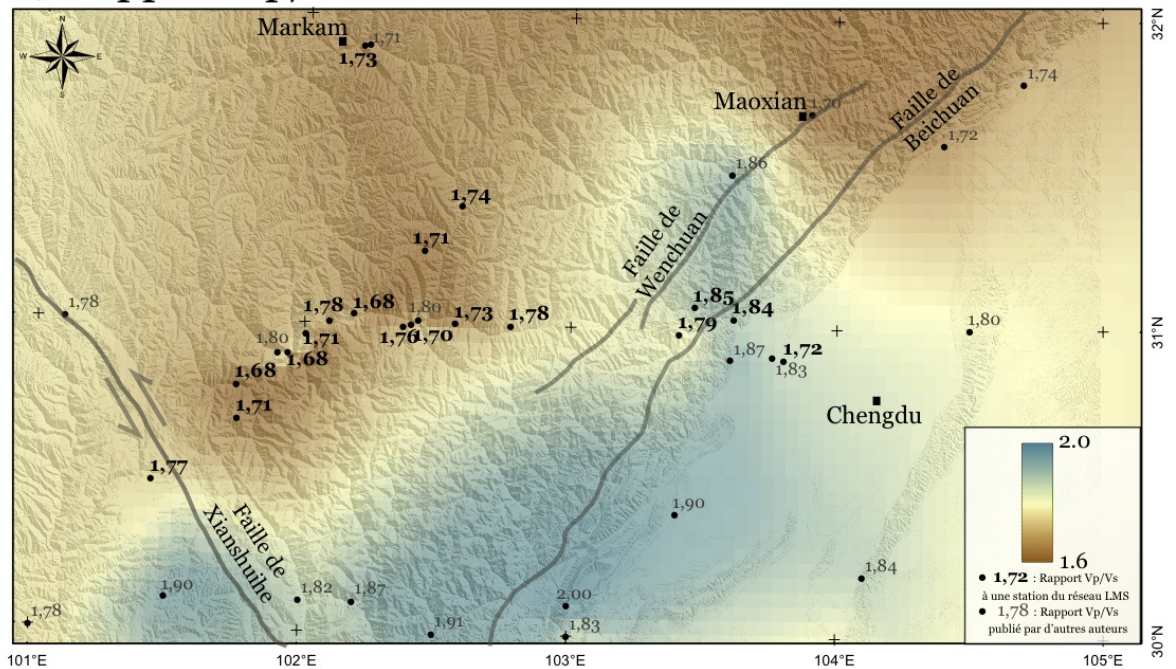 N
W E
S
Markam
1,71
1,73
32°N
1,74
Maoxian
1,70
Faille de
Beichuan
1,72
1,86
1,74
1,71
Faille de
Wenchuan
1,78
1,78
1,68
1,80
1,73
1,78
1,85
1,84
1,71
1,76
1,70
1,79
1,80
31°N
1,80
1,68
1,87
1,72
1,83
1,68
1,71
Chengdu
1,77
2.0
1.6
1,90
Faille de
Xianshuihe
1,72 : Rapport Vp/Vs
à une station du réseau LMS
1,78 : Rapport Vp/Vs
publié par d'autres auteurs
1,84
1,90
1,82
1,87
2,00
1,78
1,91
1,83
30°N
101°E
102°E
103°E
104°E
105°E